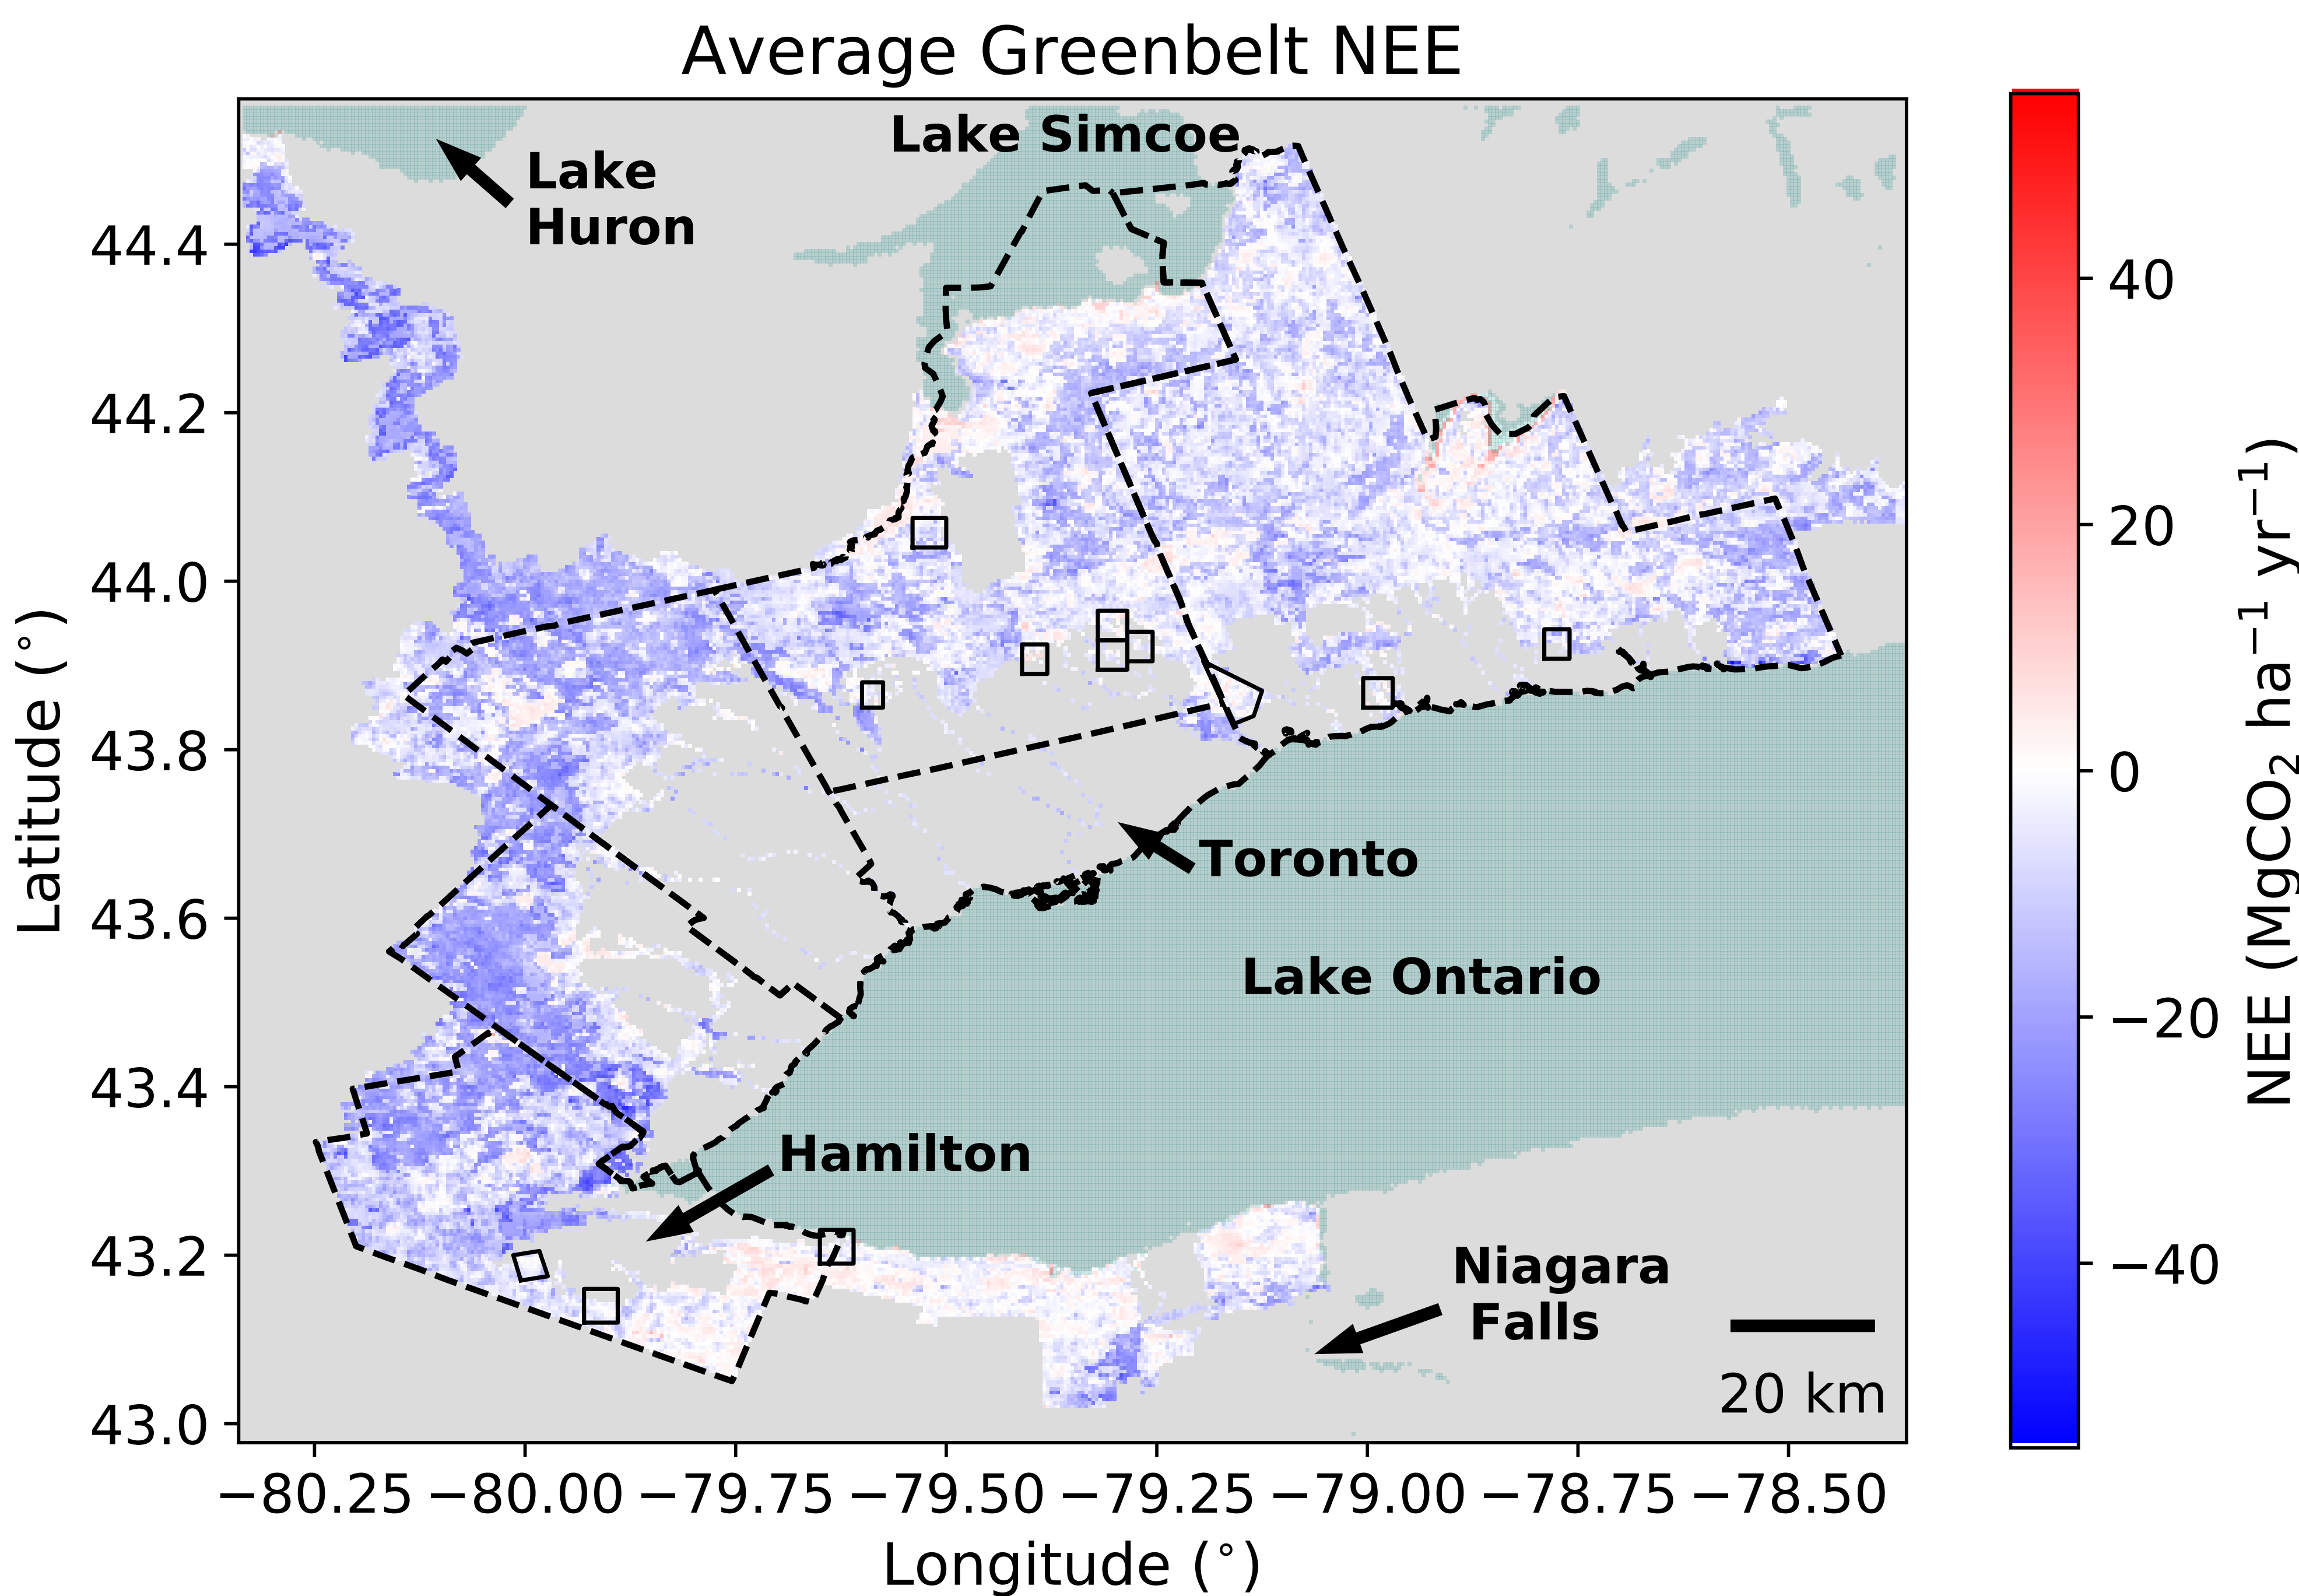 Average Greenbelt NEE
Lake Simcoe
Lake
Huron
Toronto
Lake Ontario
Hamilton
Niagara
Falls
20 km
44.4
44.2
44.0
43.8
43.6
43.4
43.2
43.0
Latitude (°)
−80.25 −80.00 −79.75 −79.50 −79.25 −79.00 −78.75 −78.50
Longitude (°)
40
20
0
−20
−40
NEE (MgCO₂ ha⁻¹ yr⁻¹)